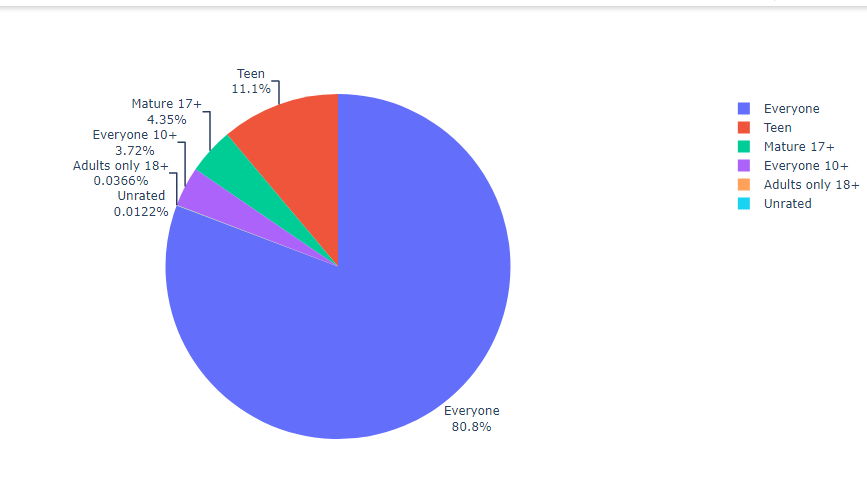 Teen
11.1%
Mature 17+
4.35%
Everyone 10+
3.72%
Adults only 18+
0.0366%
Unrated
0.0122%
Everyone
80.8%
Everyone
Teen
Mature 17+
Everyone 10+
Adults only 18+
Unrated